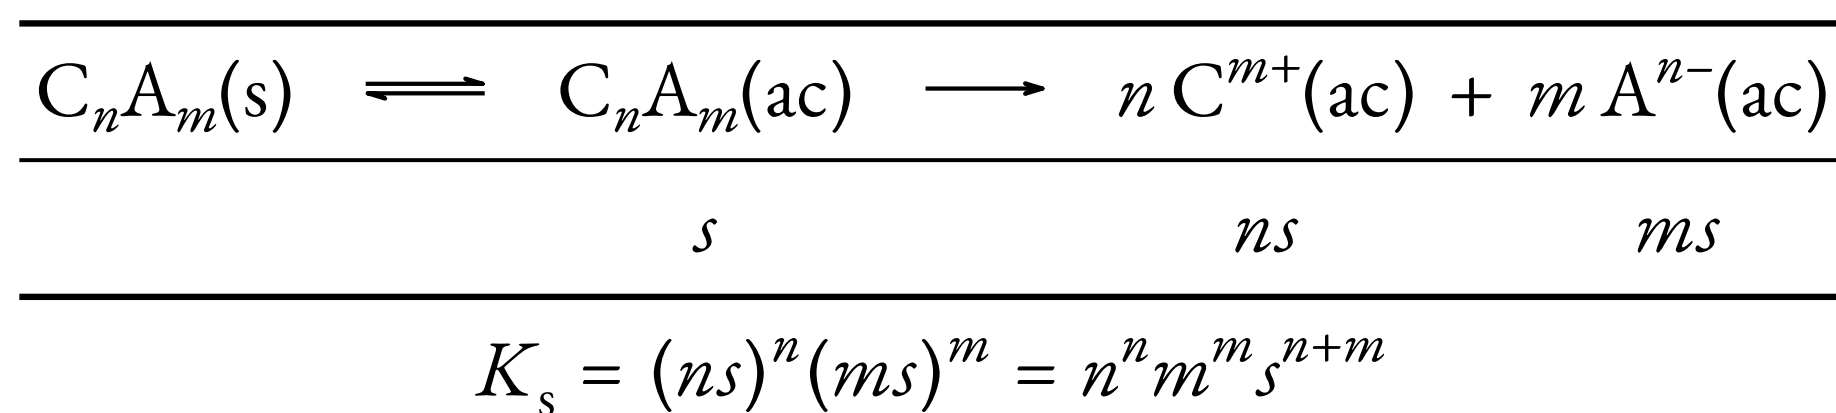 CₙAₘ(s) ⇌ CₙAₘ(ac) ⟶ n Cᵐ⁺(ac) + m Aⁿ⁻(ac)
s ns ms
Kₛ = (ns)ⁿ(ms)ᵐ = nⁿmᵐsⁿ⁺ᵐ